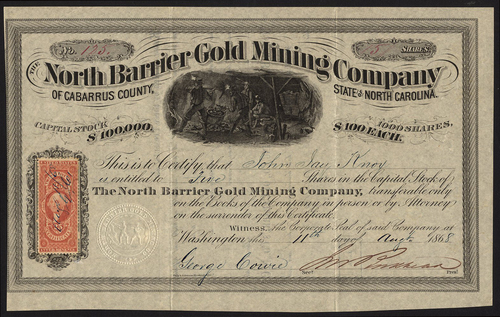 No. 113. 5 SHARES.
THE North Barrier Gold Mining Company
OF CABARRUS COUNTY, STATE OF NORTH CAROLINA.
CAPITAL STOCK 1000 SHARES,
$100,000. $100 EACH.
This is to Certify that John Jay Knox
is entitled to Five Shares in the Capital Stock of
The North Barrier Gold Mining Company, transferable only
on the Books of the Company in person or by Attorney
on the surrender of this Certificate.
Witness. The Corporate Seal of said Company at
Washington this 11th day of Augt 1868
George Cowie
Secy. Prest.